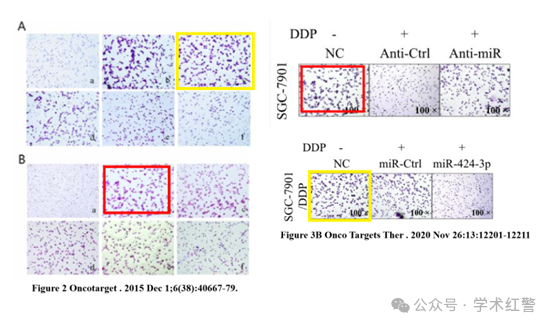 A
a
b
d
f
B
a
d
f
Figure 2 Oncotarget . 2015 Dec 1;6(38):40667-79.
DDP - + +
NC Anti-Ctrl Anti-miR
SGC-7901
100 × 100 × 100 ×
DDP - + +
NC miR-Ctrl miR-424-3p
SGC-7901
/DDP
100 × 100 × 100 ×
Figure 3B Onco Targets Ther . 2020 Nov 26:13:12201-12211
公众号 · 学术红警